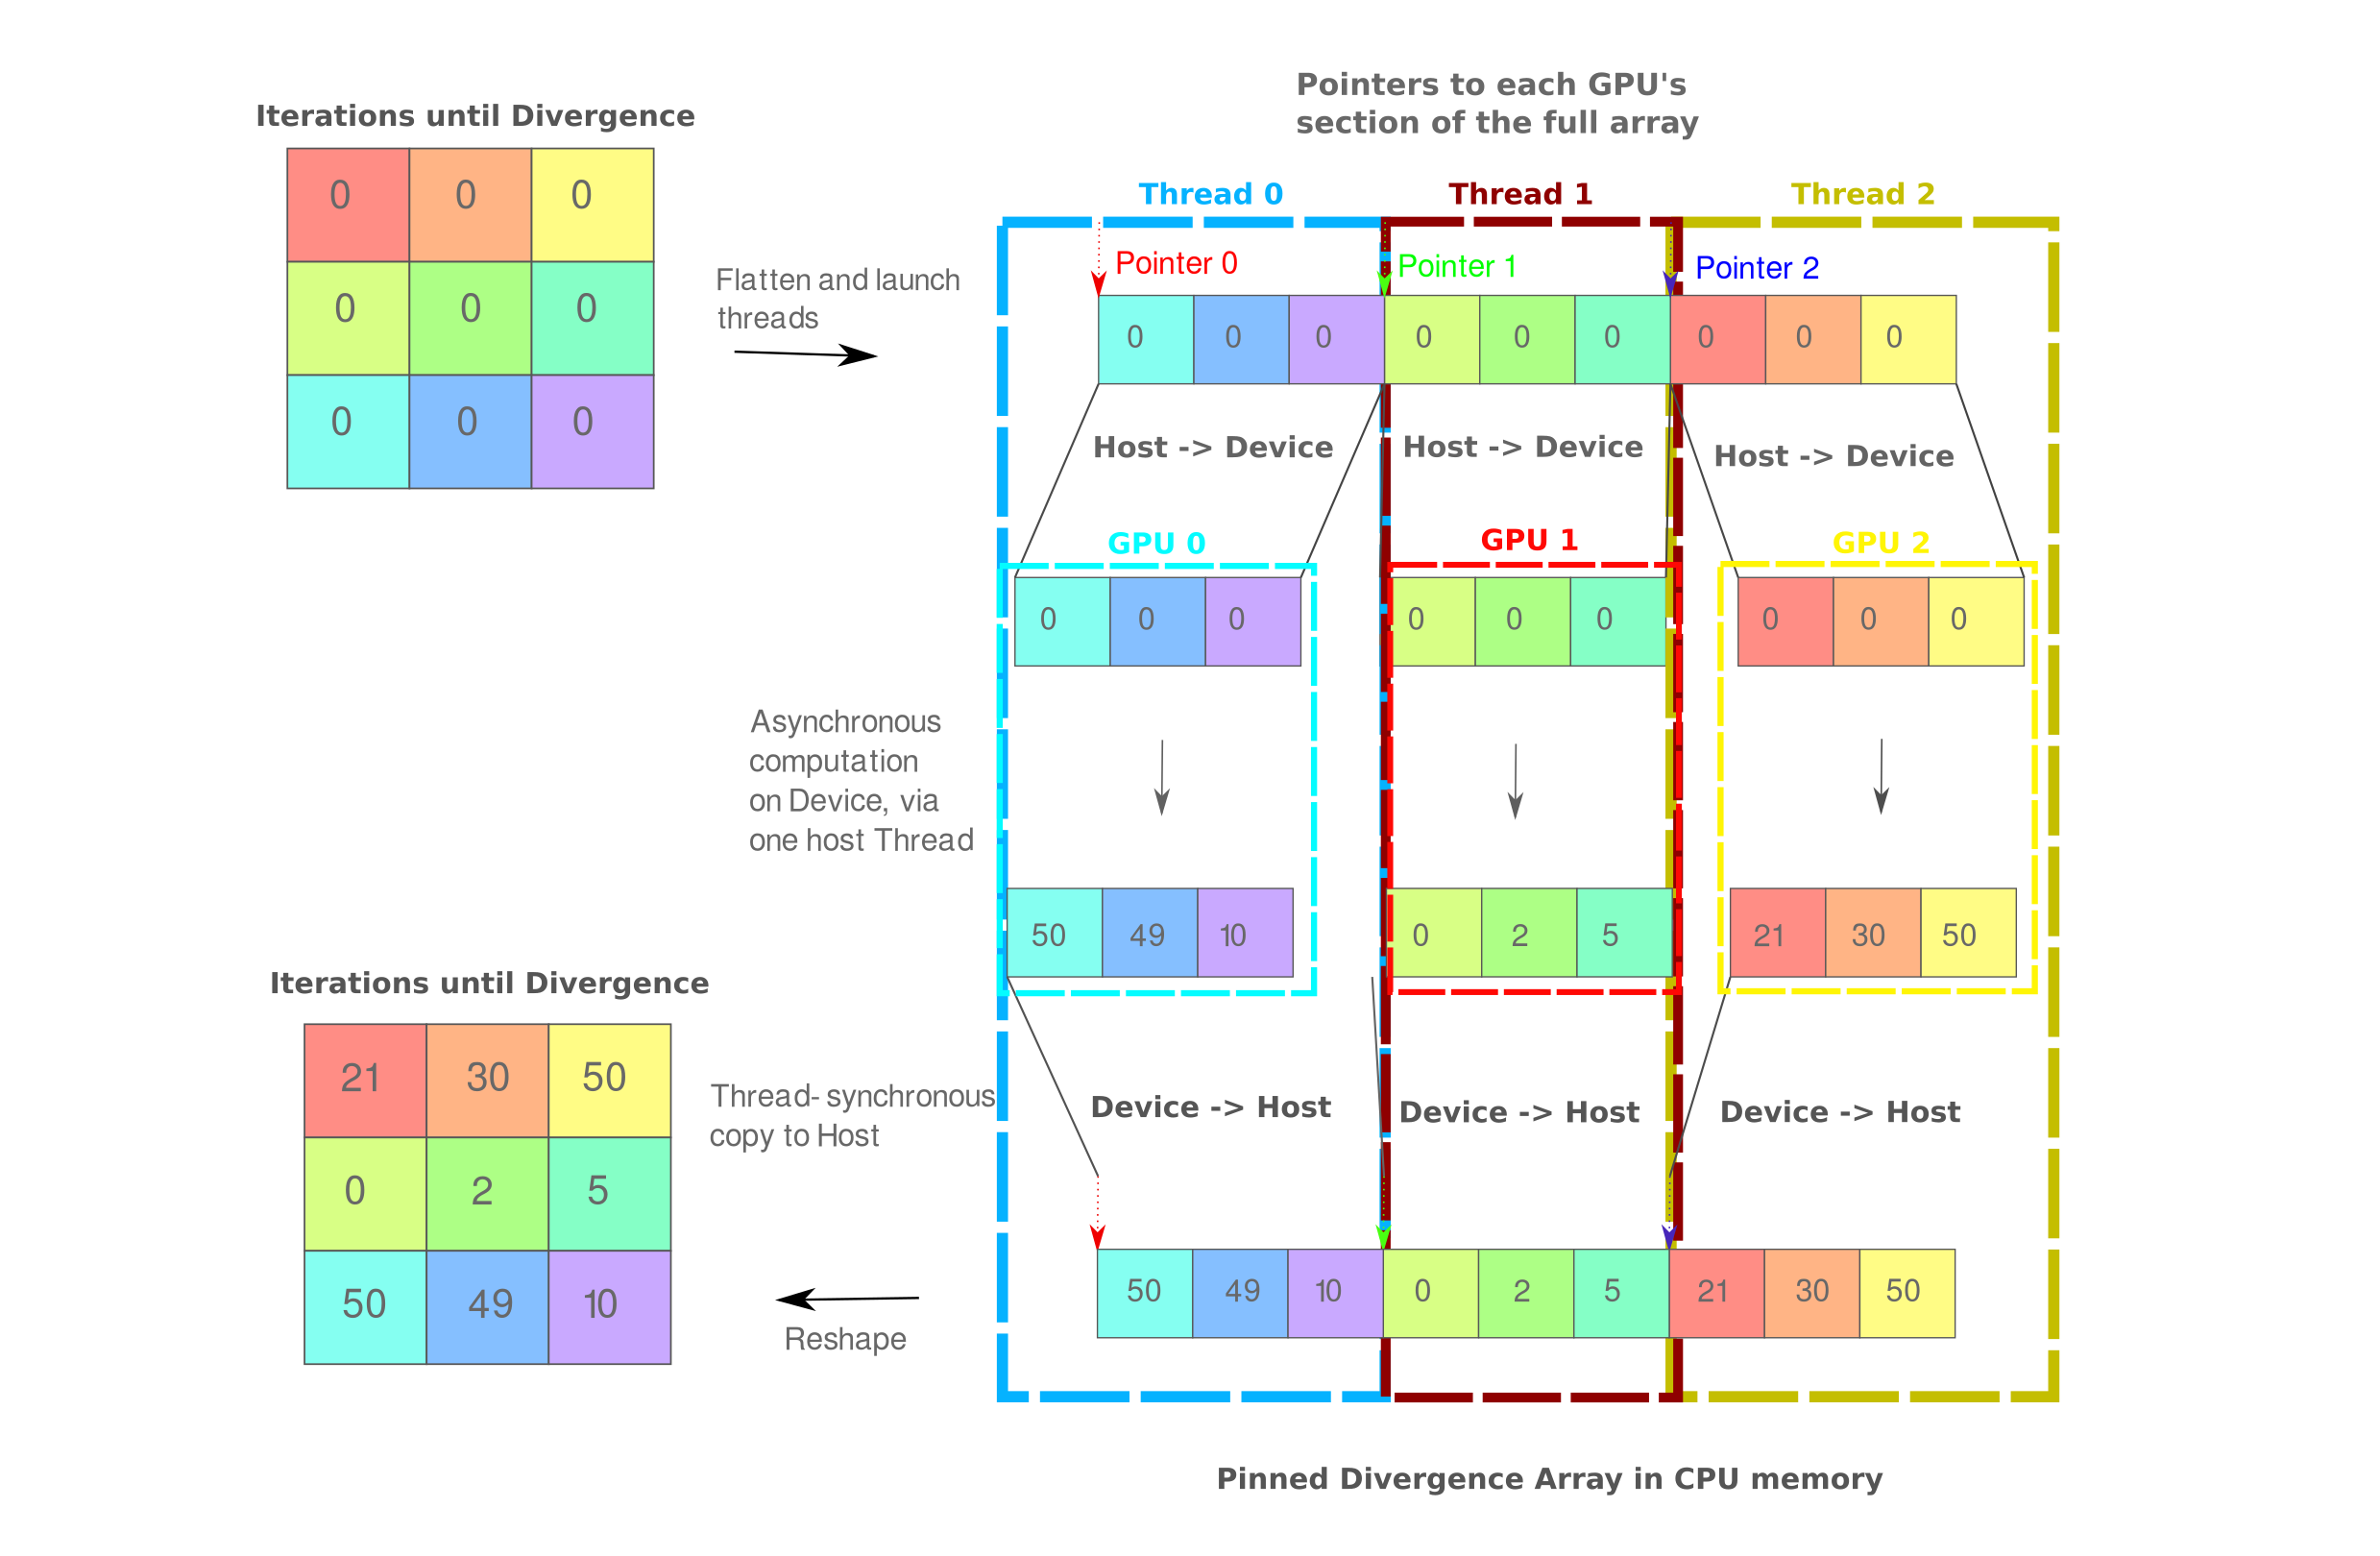 Iterations until Divergence
0 0 0
0 0 0
0 0 0
Flatten and launch
threads
Pointers to each GPU's
section of the full array
Thread 0 Thread 1 Thread 2
Pointer 0 Pointer 1 Pointer 2
0 0 0 0 0 0 0 0 0
Host -> Device Host -> Device Host -> Device
GPU 0 GPU 1 GPU 2
0 0 0 0 0 0 0 0 0
Asynchronous
computation
on Device, via
one host Thread
50 49 10 0 2 5 21 30 50
Device -> Host Device -> Host Device -> Host
Thread- synchronous
copy to Host
50 49 10 0 2 5 21 30 50
Reshape
Iterations until Divergence
21 30 50
0 2 5
50 49 10
Pinned Divergence Array in CPU memory